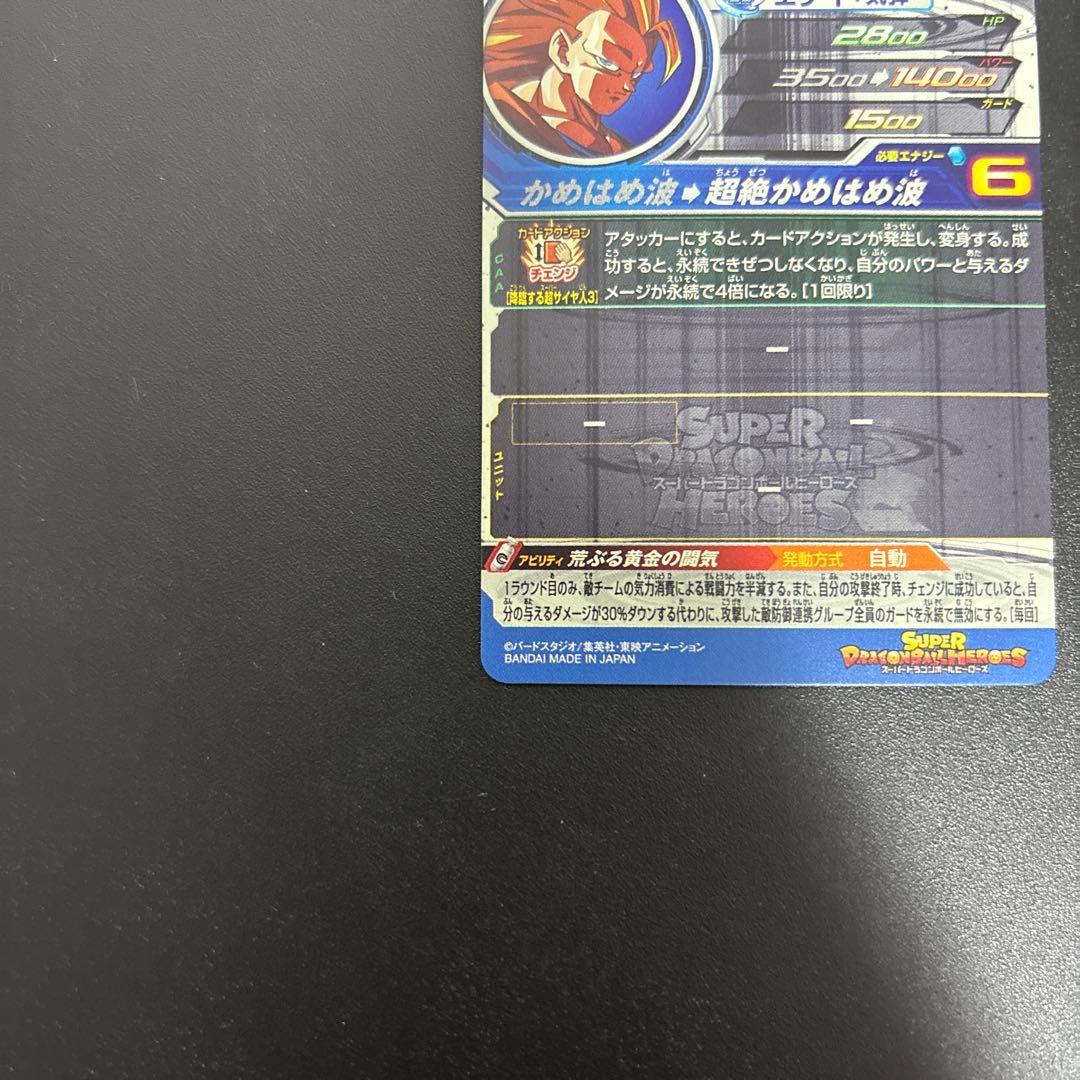 エリート・気弾
HP
2800
パワー
3500➡14000
ガード
1500
必要エナジー
6
かめはめ波➡超絶かめはめ波
CAA
カードアクション
チェンジ
[降臨する超サイヤ人3]
アタッカーにすると、カードアクションが発生し、変身する。成
功すると、永続できぜつしなくなり、自分のパワーと与えるダ
メージが永続で4倍になる。[1回限り]
ー
ユニット
ー
ー
ー
SUPER
DRAGONBALL
スーパードラゴンボールヒーローズ
HEROES
アビリティ 荒ぶる黄金の闘気 発動方式 自動
1ラウンド目のみ、敵チームの気力消費による戦闘力を半減する。また、自分の攻撃終了時、チェンジに成功していると、自
分の与えるダメージが30%ダウンする代わりに、攻撃した敵防御連携グループ全員のガードを永続で無効にする。[毎回]
©バードスタジオ/集英社・東映アニメーション
BANDAI MADE IN JAPAN
SUPER
DRAGONBALL HEROES
スーパードラゴンボールヒーローズ